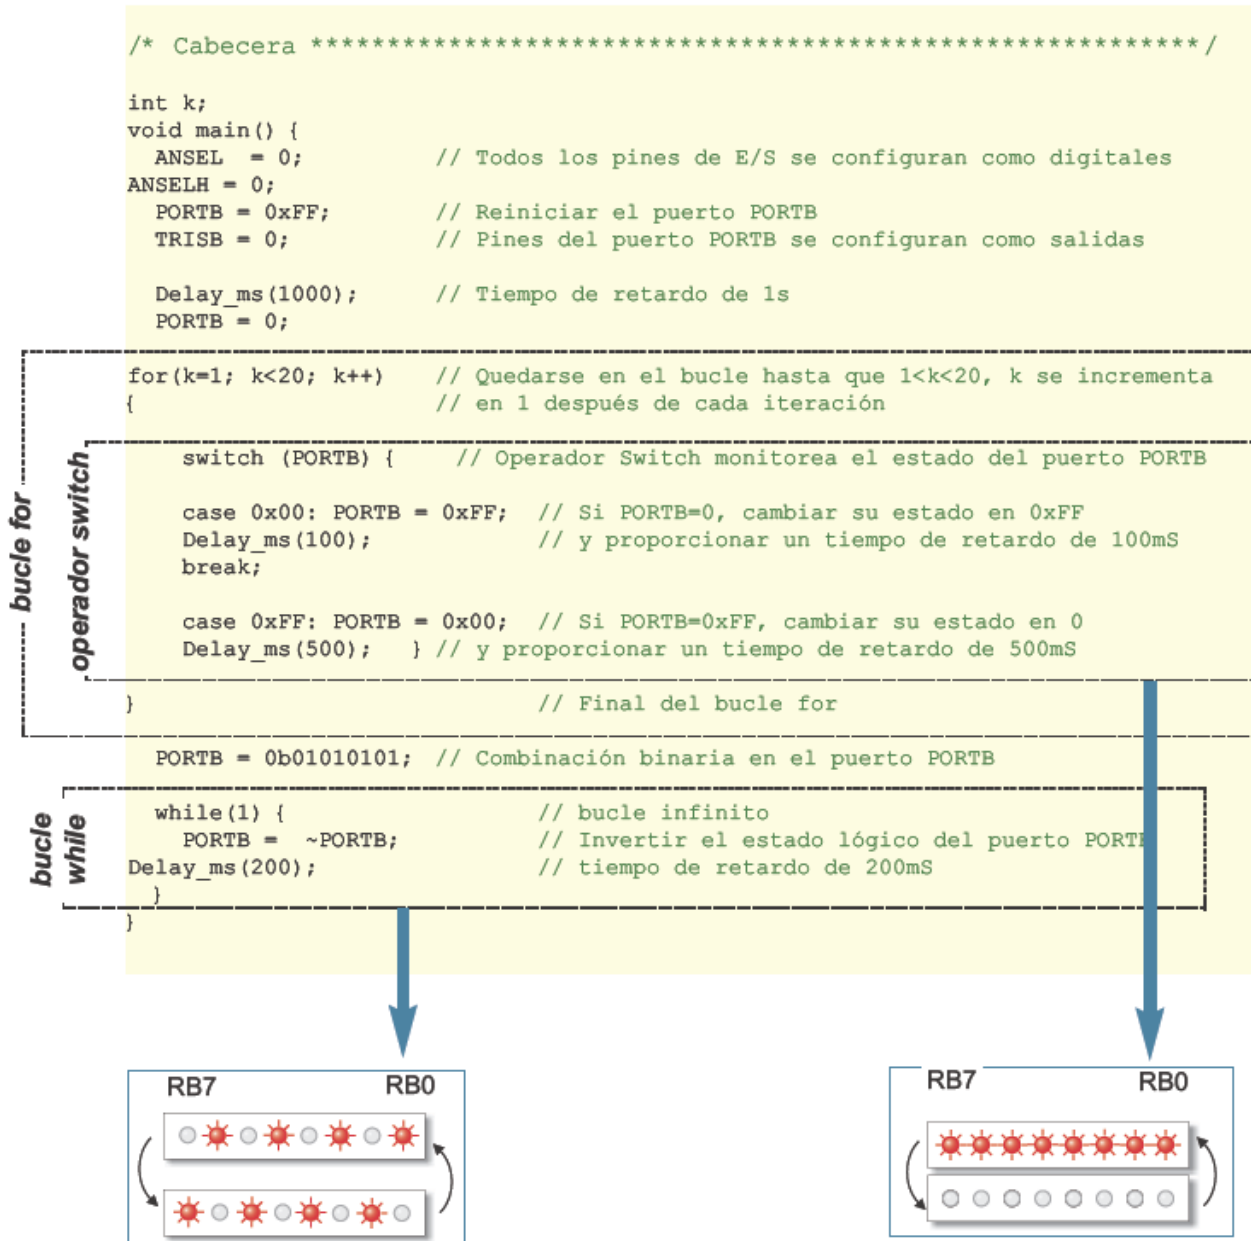 /* Cabecera **********************************************************/
int k;
void main() {
ANSEL = 0; // Todos los pines de E/S se configuran como digitales
ANSELH = 0;
PORTB = 0xFF; // Reiniciar el puerto PORTB
TRISB = 0; // Pines del puerto PORTB se configuran como salidas
Delay_ms(1000); // Tiempo de retardo de 1s
PORTB = 0;
for(k=1; k<20; k++) // Quedarse en el bucle hasta que 1<k<20, k se incrementa
{ // en 1 después de cada iteración
switch (PORTB) { // Operador Switch monitorea el estado del puerto PORTB
case 0x00: PORTB = 0xFF; // Si PORTB=0, cambiar su estado en 0xFF
Delay_ms(100); // y proporcionar un tiempo de retardo de 100mS
break;
case 0xFF: PORTB = 0x00; // Si PORTB=0xFF, cambiar su estado en 0
Delay_ms(500); } // y proporcionar un tiempo de retardo de 500mS
} // Final del bucle for
bucle for
operador switch
PORTB = 0b01010101; // Combinación binaria en el puerto PORTB
while(1) { // bucle infinito
PORTB = ~PORTB; // Invertir el estado lógico del puerto PORTB
Delay_ms(200); // tiempo de retardo de 200mS
}
}
bucle
while
RB7 RB0
RB7 RB0